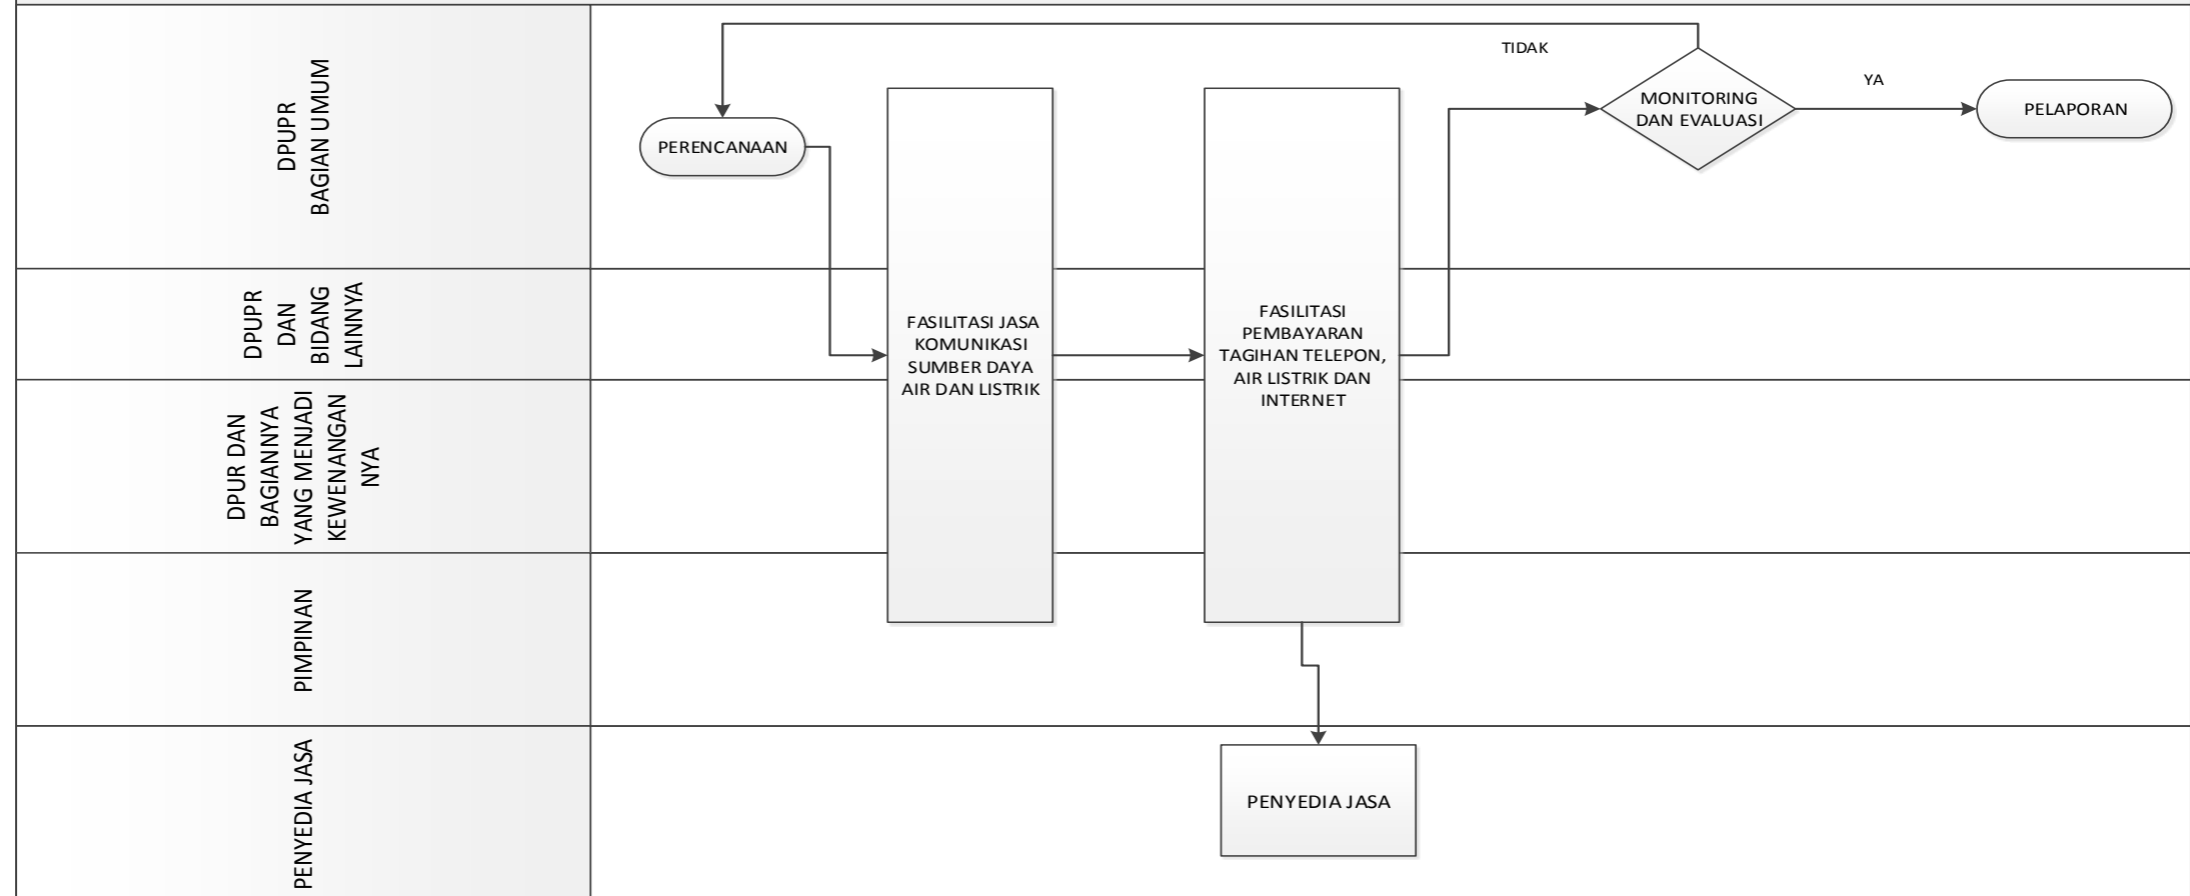 DPUPR
BAGIAN UMUM
TIDAK
YA
PERENCANAAN
MONITORING
DAN EVALUASI
PELAPORAN
DPUPR
DAN
BIDANG
LAINNYA
FASILITASI JASA
KOMUNIKASI
SUMBER DAYA
AIR DAN LISTRIK
FASILITASI
PEMBAYARAN
TAGIHAN TELEPON,
AIR LISTRIK DAN
INTERNET
DPUR DAN
BAGIANNYA
YANG MENJADI
KEWENANGAN
NYA
PIMPINAN
PENYEDIA JASA
PENYEDIA JASA